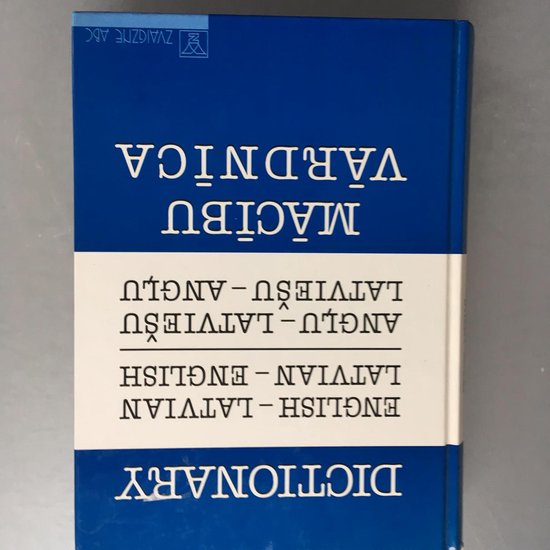 DICTIONARY
ENGLISH – LATVIAN
LATVIAN – ENGLISH
ANGĻU – LATVIEŠU
LATVIEŠU – ANGĻU
MĀCĪBU
VĀRDNĪCA
ZVAIGZNE ABC